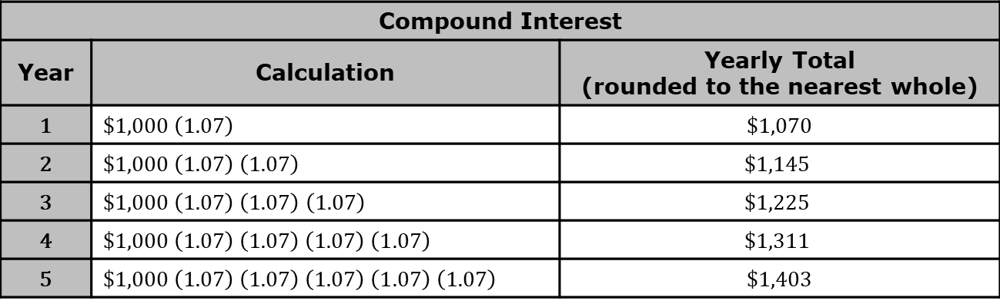 Compound Interest
Year Calculation Yearly Total
(rounded to the nearest whole)
1 $1,000 (1.07) $1,070
2 $1,000 (1.07) (1.07) $1,145
3 $1,000 (1.07) (1.07) (1.07) $1,225
4 $1,000 (1.07) (1.07) (1.07) (1.07) $1,311
5 $1,000 (1.07) (1.07) (1.07) (1.07) (1.07) $1,403